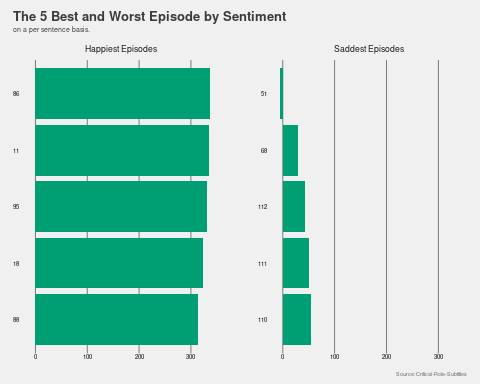 The 5 Best and Worst Episode by Sentiment
on a per sentence basis.
Happiest Episodes
Saddest Episodes
86
11
95
18
88
0 100 200 300
51
68
112
111
110
0 100 200 300
Source:Critical-Role-Subtitles